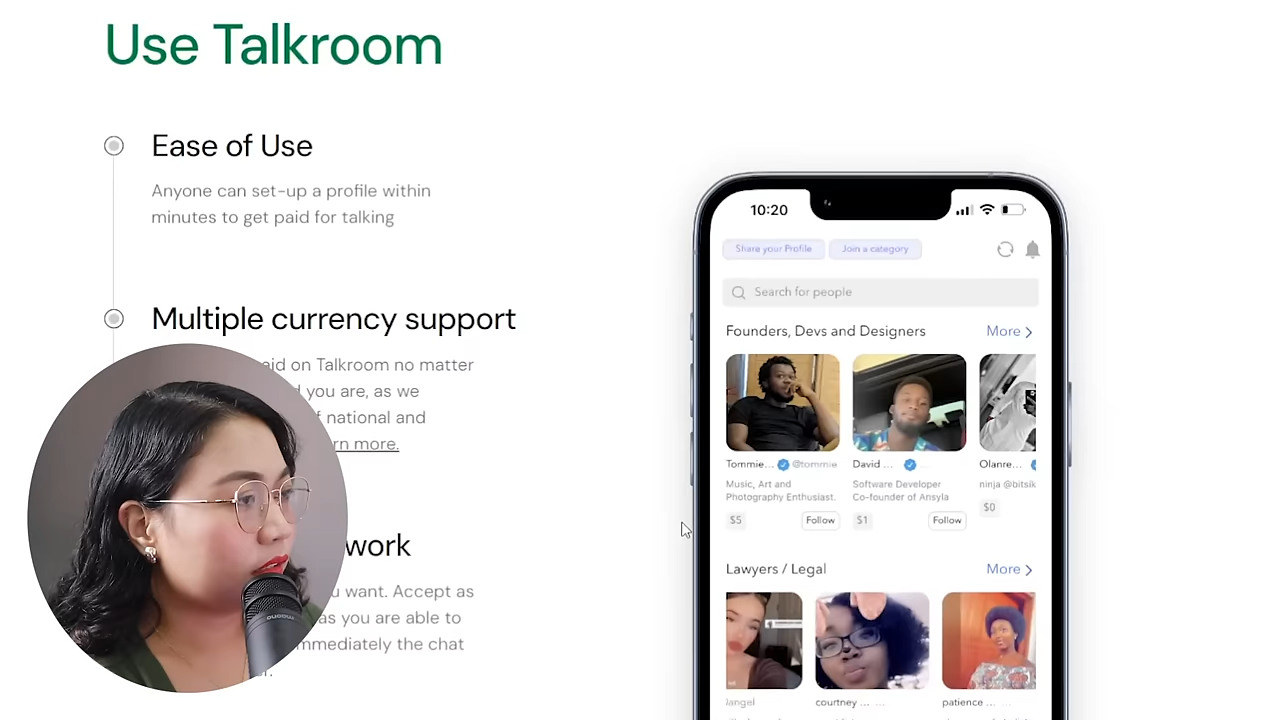 Use Talkroom
Ease of Use
Anyone can set-up a profile within
minutes to get paid for talking
Multiple currency support
aid on Talkroom no matter
you are, as we
national and
rn more.
work
u want. Accept as
as you are able to
mmediately the chat
10:20
Share your Profile
Join a category
Search for people
Founders, Devs and Designers
More
Tommie... @tommie
David ...
Olanre...
Music, Art and
Photography Enthusiast.
Software Developer
Co-founder of Ansyla
ninja @bitsik
$5
Follow
$1
Follow
$0
Lawyers / Legal
More
langel
courtney ...
patience ...
maono